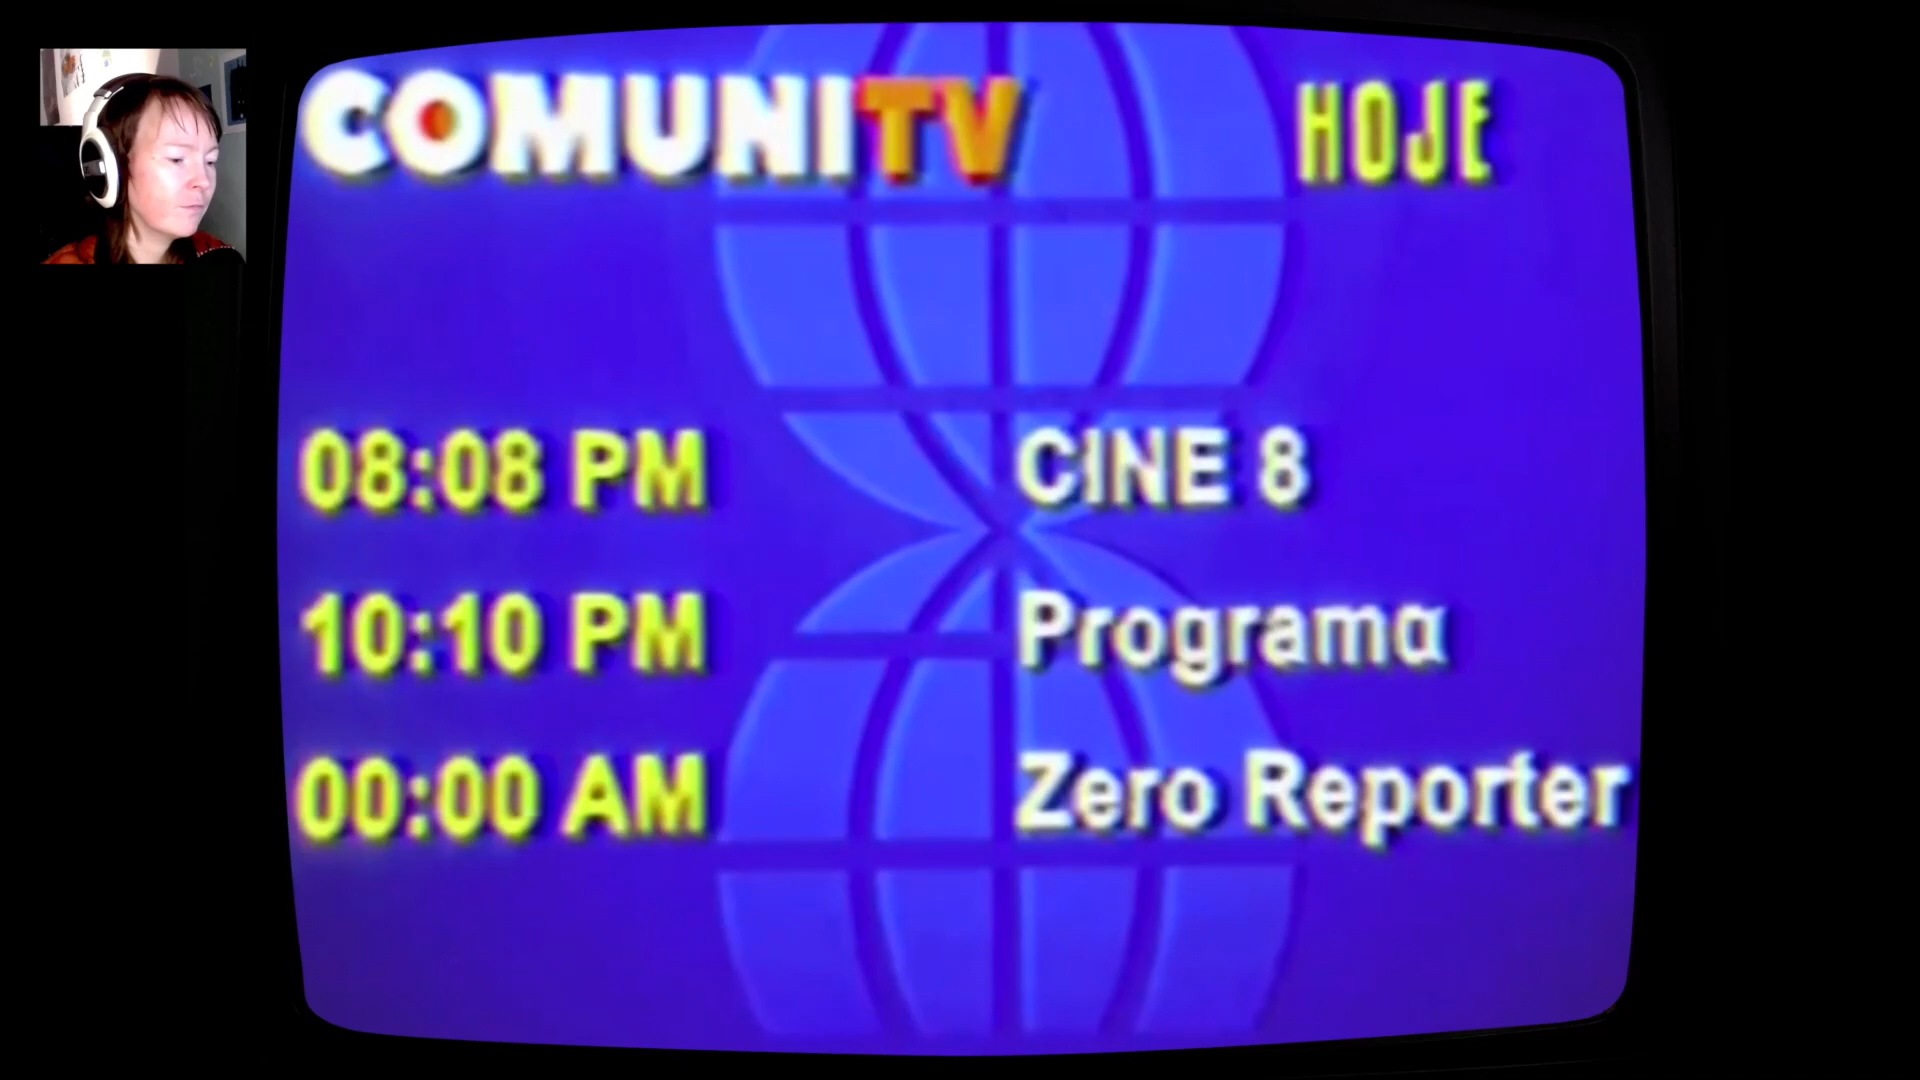 COMUNITV HOJE
08:08 PM CINE 8
10:10 PM Programa
00:00 AM Zero Reporter